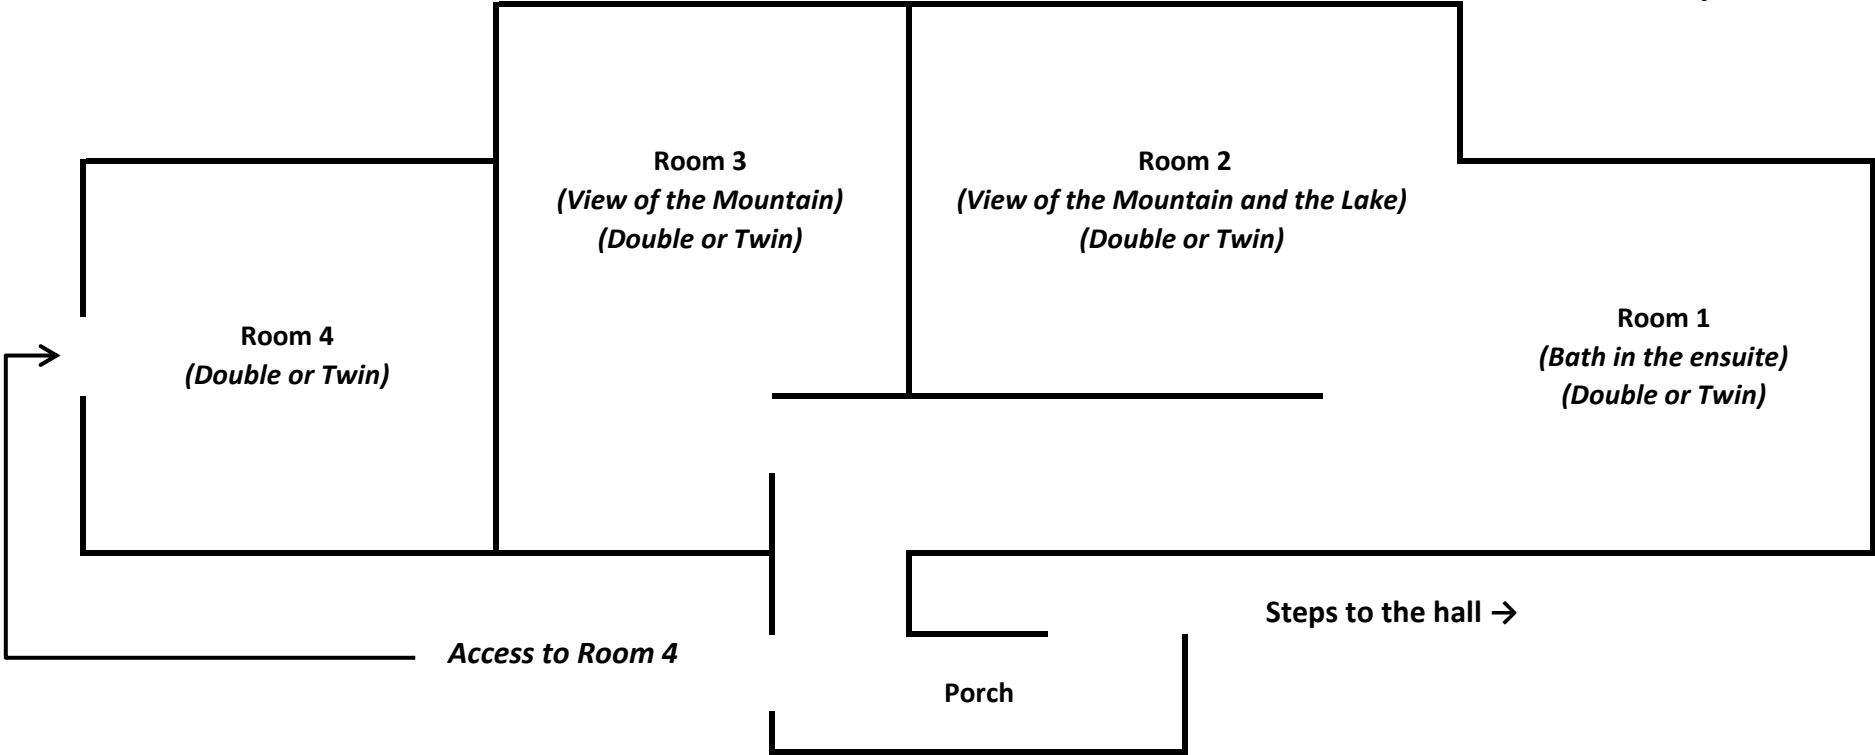 Room 3
(View of the Mountain)
(Double or Twin)
Room 2
(View of the Mountain and the Lake)
(Double or Twin)
Room 4
(Double or Twin)
Room 1
(Bath in the ensuite)
(Double or Twin)
Steps to the hall →
Access to Room 4
Porch